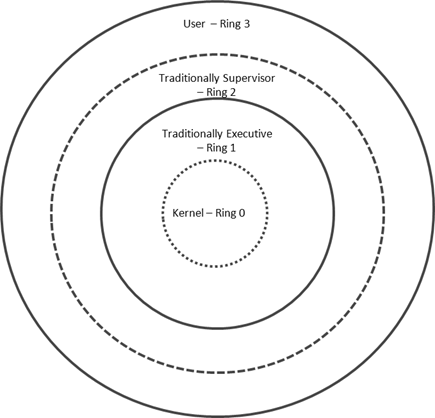 User – Ring 3
Traditionally Supervisor
– Ring 2
Traditionally Executive
– Ring 1
Kernel – Ring 0